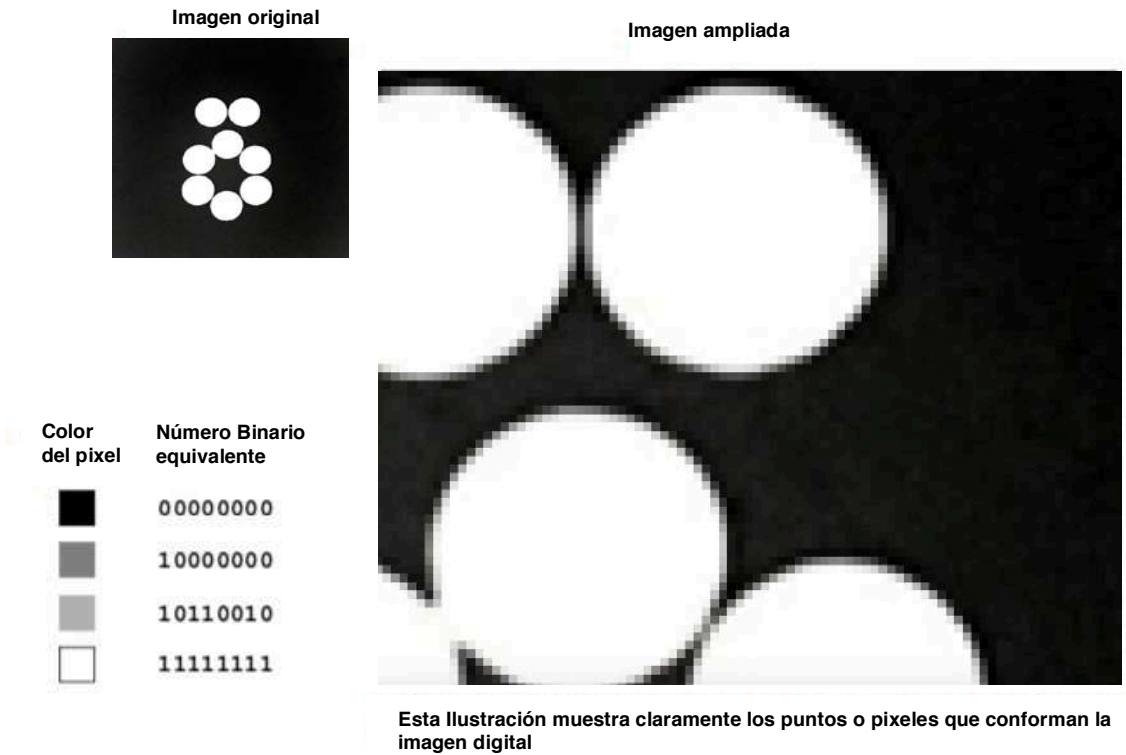 Imagen original
Imagen ampliada
Color
del pixel
Número Binario
equivalente
00000000
10000000
10110010
11111111
Esta Ilustración muestra claramente los puntos o pixeles que conforman la
imagen digital